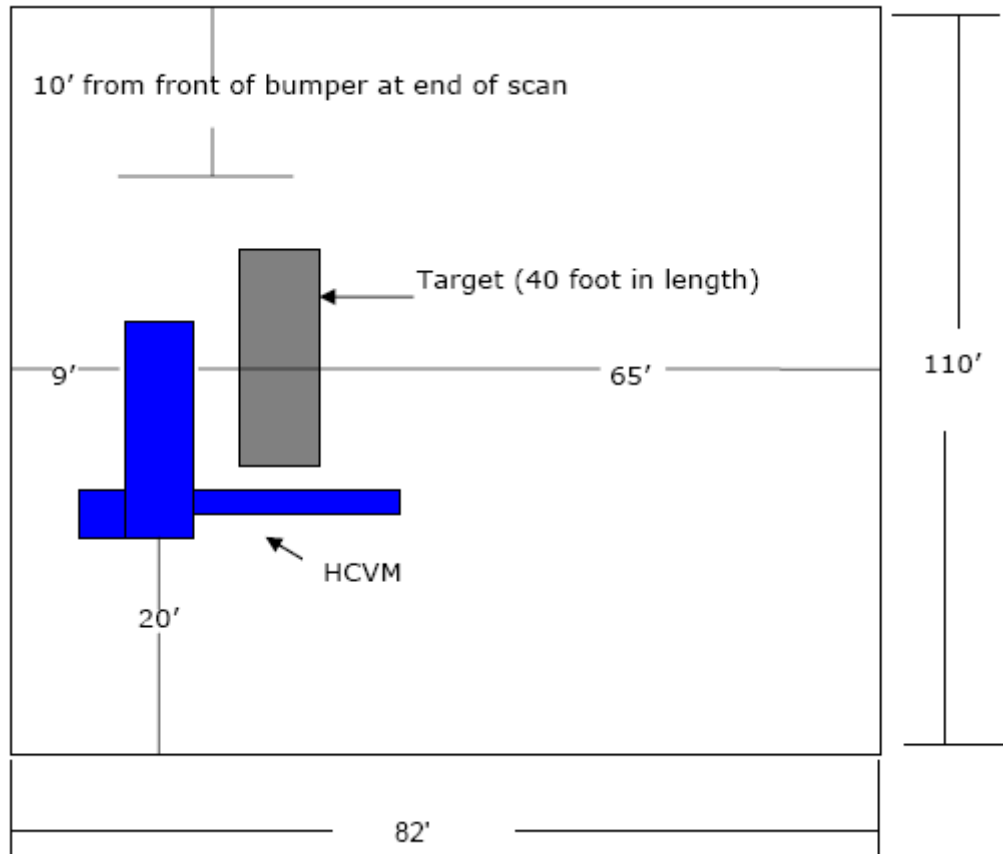 10’ from front of bumper at end of scan
Target (40 foot in length)
9’
65’
110’
HCVM
20’
82'